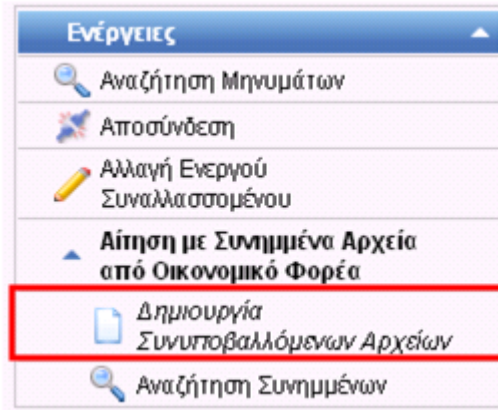 Ενέργειες
Αναζήτηση Μηνυμάτων
Αποσύνδεση
Αλλαγή Ενεργού
Συναλλασσομένου
Αίτηση με Συνημμένα Αρχεία
από Οικονομικό Φορέα
Δημιουργία
Συνυποβαλλόμενων Αρχείων
Αναζήτηση Συνημμένων